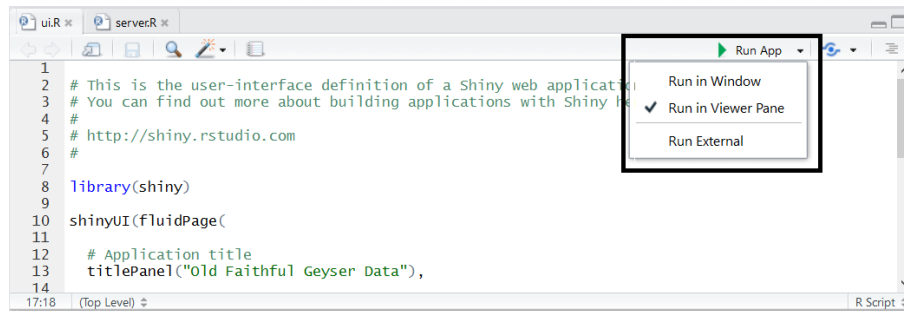 ui.R × server.R ×
Run App
Run in Window
Run in Viewer Pane
Run External
1
2 # This is the user-interface definition of a Shiny web applicati
3 # You can find out more about building applications with Shiny he
4 #
5 # http://shiny.rstudio.com
6 #
7
8 library(shiny)
9
10 shinyUI(fluidPage(
11
12 # Application title
13 titlePanel("Old Faithful Geyser Data"),
14
17:18 (Top Level) R Script